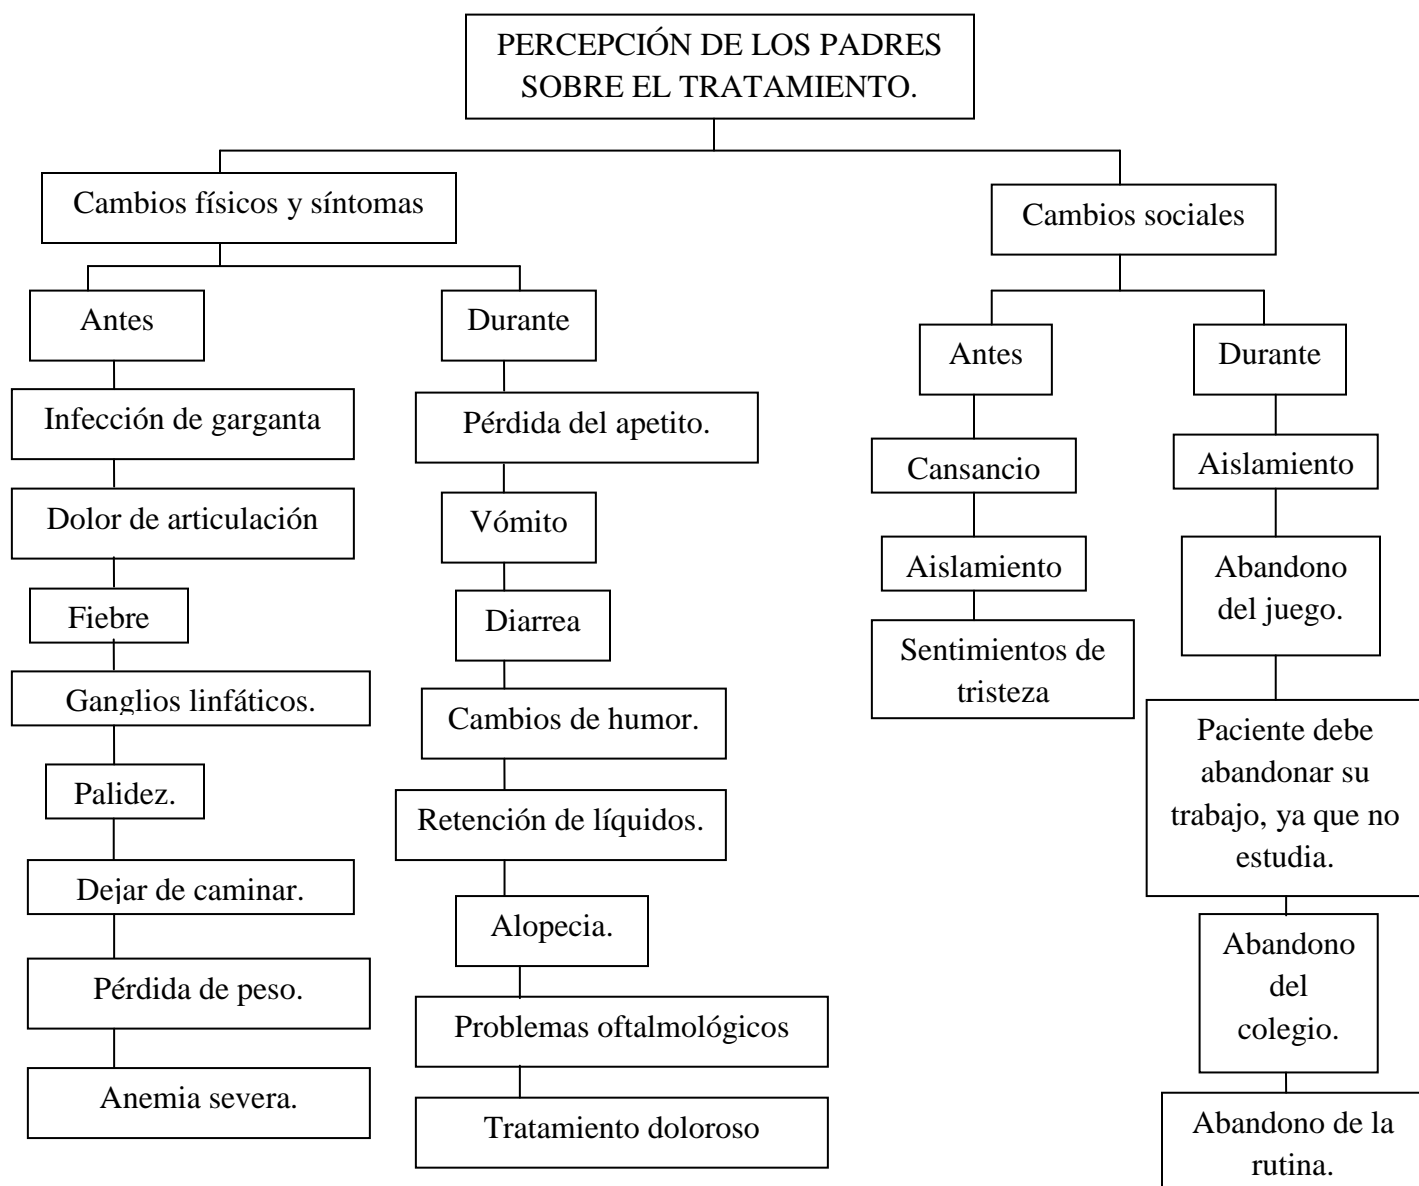 PERCEPCIÓN DE LOS PADRES
SOBRE EL TRATAMIENTO.
Cambios físicos y síntomas
Antes
Infección de garganta
Dolor de articulación
Fiebre
Ganglios linfáticos.
Palidez.
Dejar de caminar.
Pérdida de peso.
Anemia severa.
Durante
Pérdida del apetito.
Vómito
Diarrea
Cambios de humor.
Retención de líquidos.
Alopecia.
Problemas oftalmológicos
Tratamiento doloroso
Cambios sociales
Antes
Cansancio
Aislamiento
Sentimientos de
tristeza
Durante
Aislamiento
Abandono
del juego.
Paciente debe
abandonar su
trabajo, ya que no
estudia.
Abandono
del
colegio.
Abandono de la
rutina.